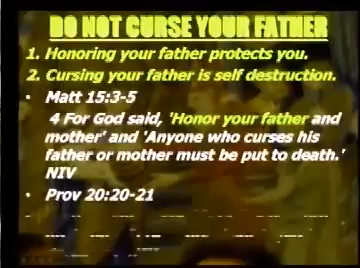 DO NOT CURSE YOUR FATHER
1. Honoring your father protects you.
2. Cursing your father is self destruction.
• Matt 15:3-5
4 For God said, 'Honor your father and
mother' and 'Anyone who curses his
father or mother must be put to death.'
NIV
• Prov 20:20-21